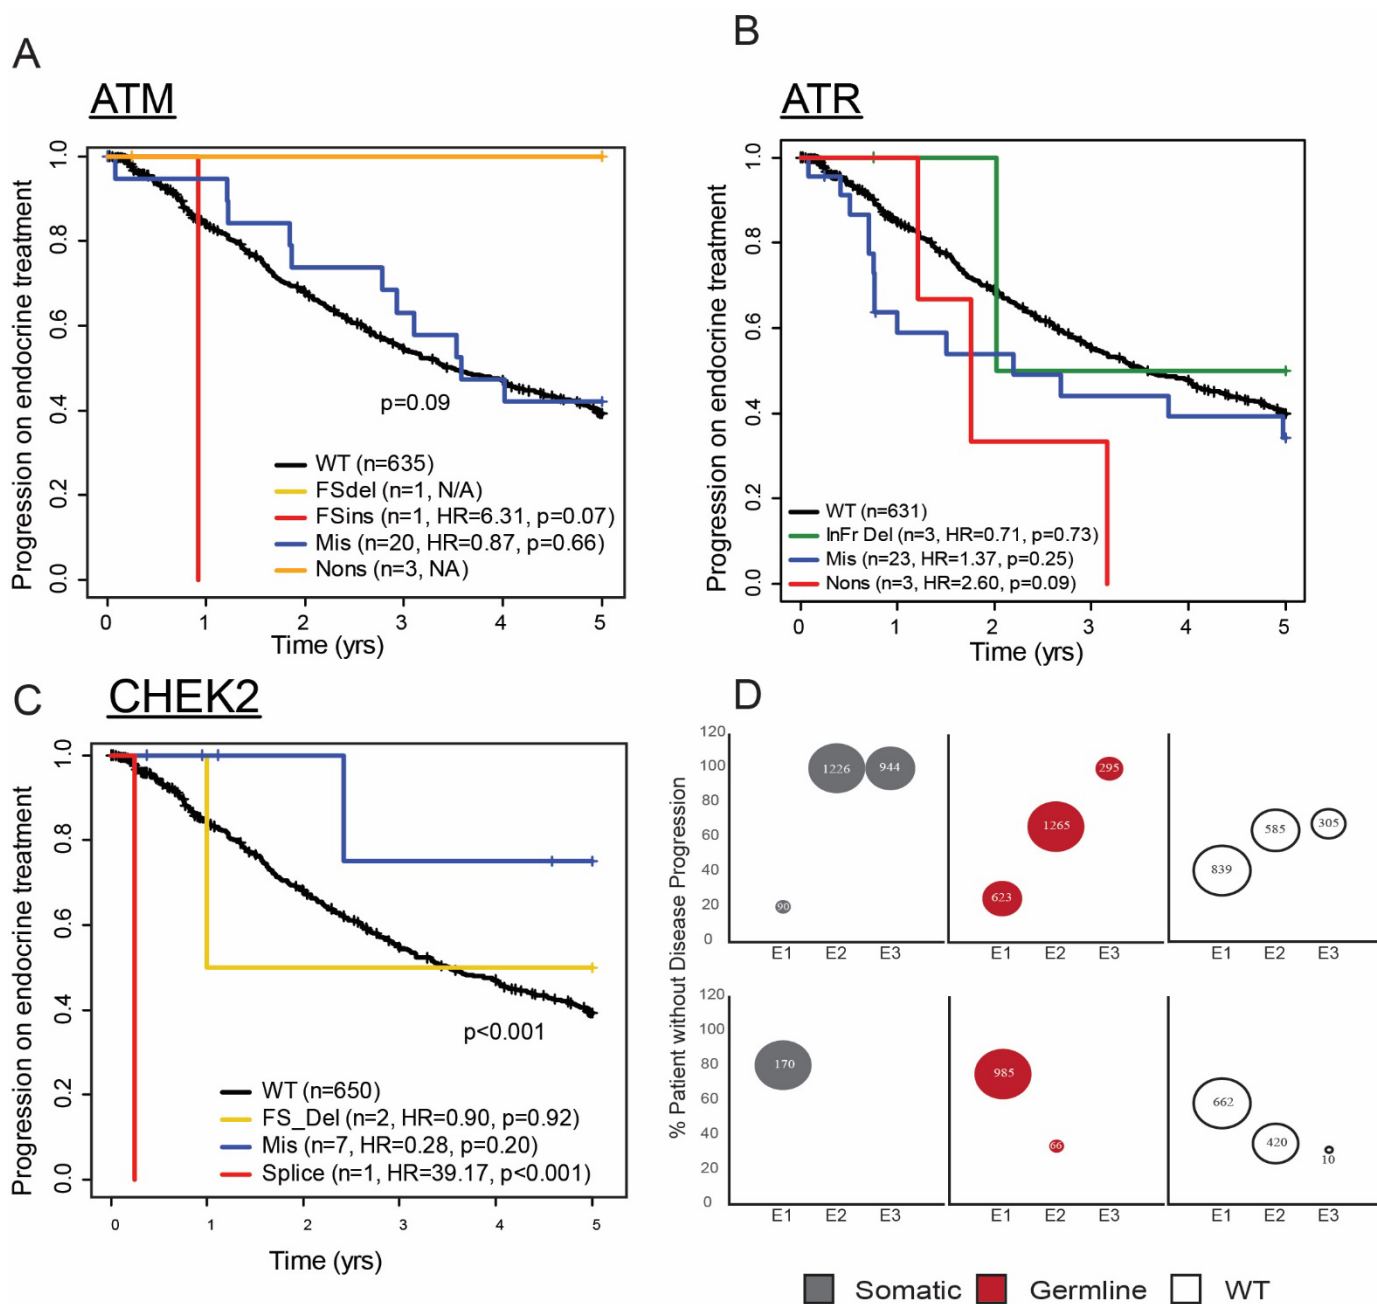 A
ATM
Progression on endocrine treatment
1.0
0.8
0.6
0.4
0.2
0.0
p=0.09
WT (n=635)
FSdel (n=1, N/A)
FSins (n=1, HR=6.31, p=0.07)
Mis (n=20, HR=0.87, p=0.66)
Nons (n=3, NA)
0 1 2 3 4 5
Time (yrs)
B
ATR
Progression on endocrine treatment
1.0
0.8
0.6
0.4
0.2
0.0
WT (n=631)
InFr Del (n=3, HR=0.71, p=0.73)
Mis (n=23, HR=1.37, p=0.25)
Nons (n=3, HR=2.60, p=0.09)
0 1 2 3 4 5
Time (yrs)
C
CHEK2
Progression on endocrine treatment
1.0
0.8
0.6
0.4
0.2
0.0
p<0.001
WT (n=650)
FS_Del (n=2, HR=0.90, p=0.92)
Mis (n=7, HR=0.28, p=0.20)
Splice (n=1, HR=39.17, p<0.001)
0 1 2 3 4 5
Time (yrs)
D
% Patient without Disease Progression
120
100
80
60
40
20
0
90
1226
944
623
1265
295
839
585
305
E1 E2 E3 E1 E2 E3 E1 E2 E3
120
100
80
60
40
20
0
170
985
66
662
420
10
E1 E2 E3 E1 E2 E3 E1 E2 E3
Somatic Germline WT